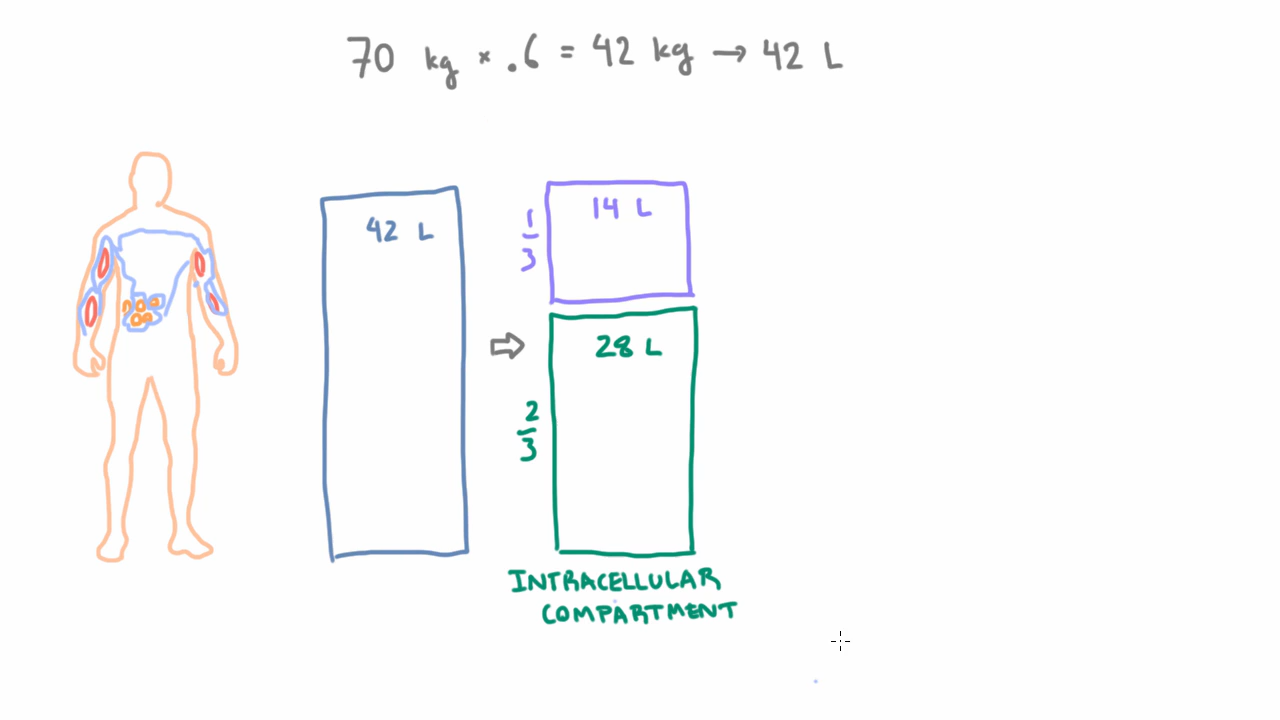 70 kg × .6 = 42 kg → 42 L
42 L
1/3
14 L
28 L
2/3
INTRACELLULAR
COMPARTMENT